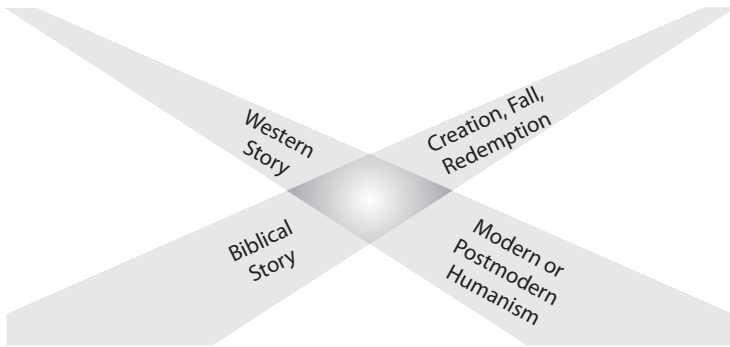 Western
Story
Creation, Fall,
Redemption
Biblical
Story
Modern or
Postmodern
Humanism